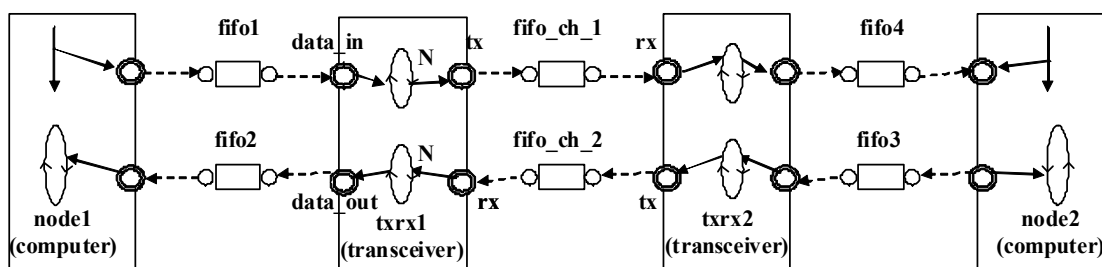 fifo1
fifo_ch_1
fifo4
data_in
N
tx
rx
fifo2
fifo_ch_2
fifo3
N
data_out
rx
tx
node1
(computer)
txrx1
(transceiver)
txrx2
(transceiver)
node2
(computer)